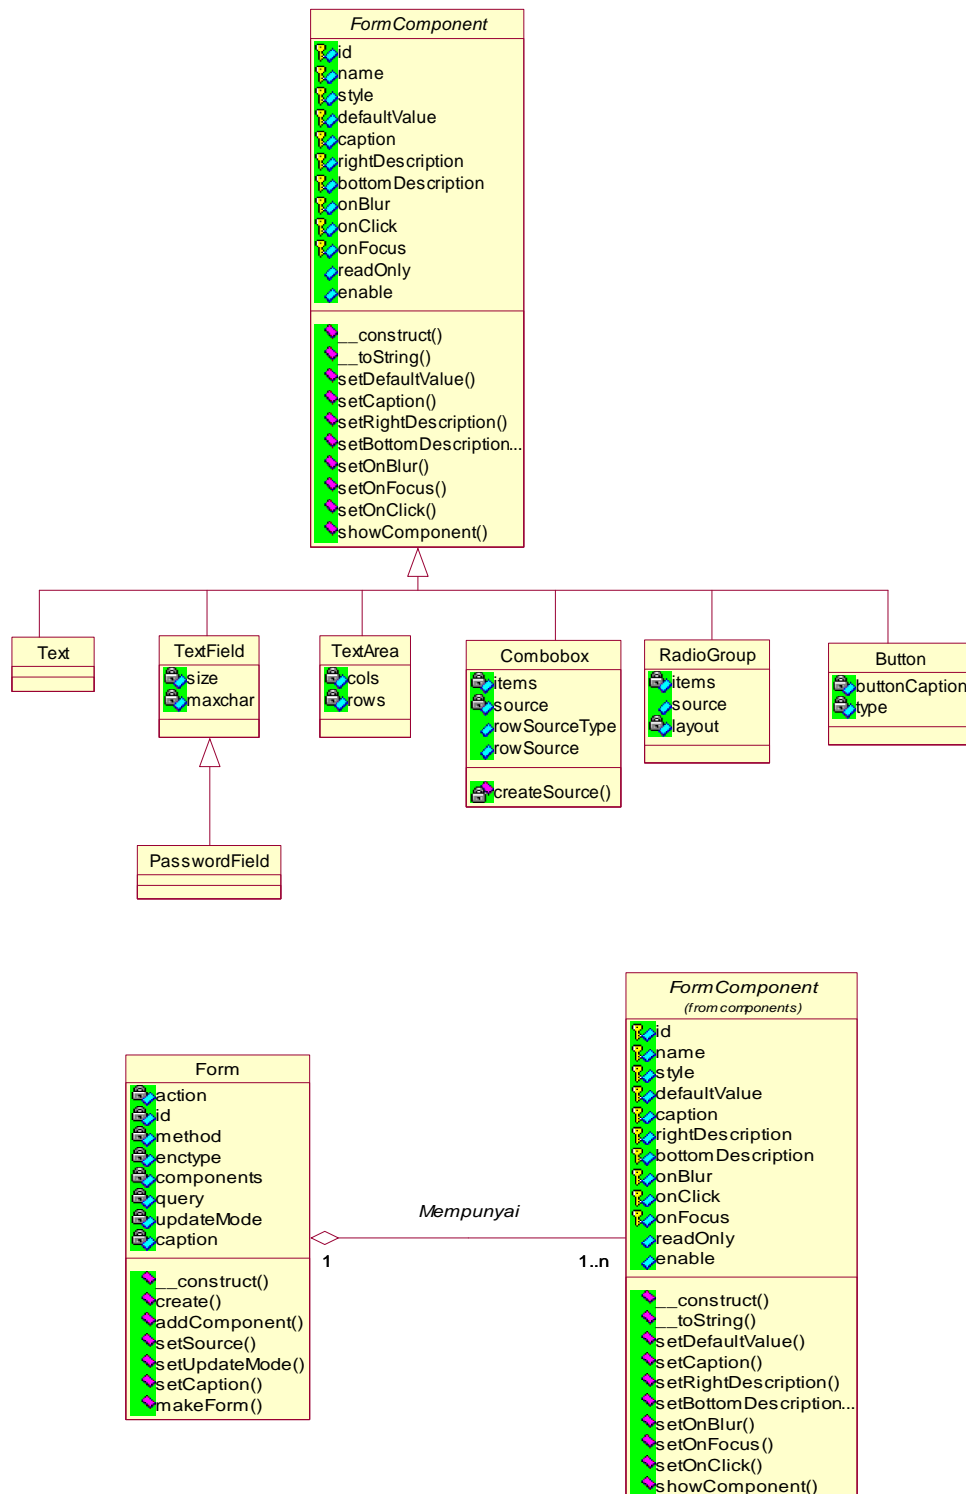 FormComponent
id
name
style
defaultValue
caption
rightDescription
bottomDescription
onBlur
onClick
onFocus
readOnly
enable
__construct()
__toString()
setDefaultValue()
setCaption()
setRightDescription()
setBottomDescription...
setOnBlur()
setOnFocus()
setOnClick()
showComponent()
Text
TextField
size
maxchar
TextArea
cols
rows
Combobox
items
source
rowSourceType
rowSource
createSource()
RadioGroup
items
source
layout
Button
buttonCaption
type
PasswordField
Form
action
id
method
enctype
components
query
updateMode
caption
__construct()
create()
addComponent()
setSource()
setUpdateMode()
setCaption()
makeForm()
Mempunyai
1
1..n
FormComponent
(from components)
id
name
style
defaultValue
caption
rightDescription
bottomDescription
onBlur
onClick
onFocus
readOnly
enable
__construct()
__toString()
setDefaultValue()
setCaption()
setRightDescription()
setBottomDescription...
setOnBlur()
setOnFocus()
setOnClick()
showComponent()